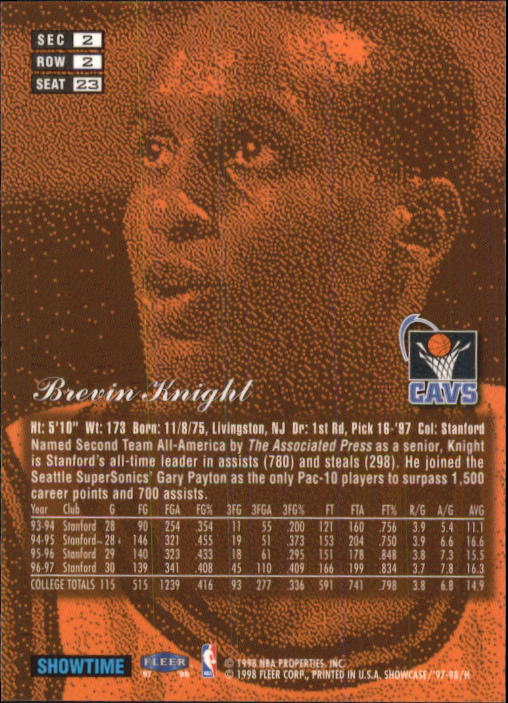 SEC 2
ROW 2
SEAT 23
Brevin Knight
CAVS
Ht: 5'10" Wt: 173 Born: 11/8/75, Livingston, NJ Dr: 1st Rd, Pick 16-'97 Col: Stanford
Named Second Team All-America by The Associated Press as a senior, Knight
is Stanford's all-time leader in assists (780) and steals (298). He joined the
Seattle SuperSonics' Gary Payton as the only Pac-10 players to surpass 1,500
career points and 700 assists.
Year Club G FG FGA FG% 3FG 3FGA 3FG% FT FTA FT% R/G A/G AVG
93-94 Stanford 28 90 254 .354 11 55 .200 121 160 .756 3.9 5.4 11.1
94-95 Stanford 28 146 321 .455 19 51 .373 153 204 .750 3.9 6.6 16.6
95-96 Stanford 29 140 323 .433 18 61 .295 151 178 .848 3.8 7.3 15.5
96-97 Stanford 30 139 341 .408 45 110 .409 166 199 .834 3.7 7.8 16.3
COLLEGE TOTALS 115 515 1239 .416 93 277 .336 591 741 .798 3.8 6.8 14.9
SHOWTIME
FLEER
97 '98
© 1998 NBA PROPERTIES, INC.
© 1998 FLEER CORP., PRINTED IN U.S.A. SHOWCASE/'97-98/H